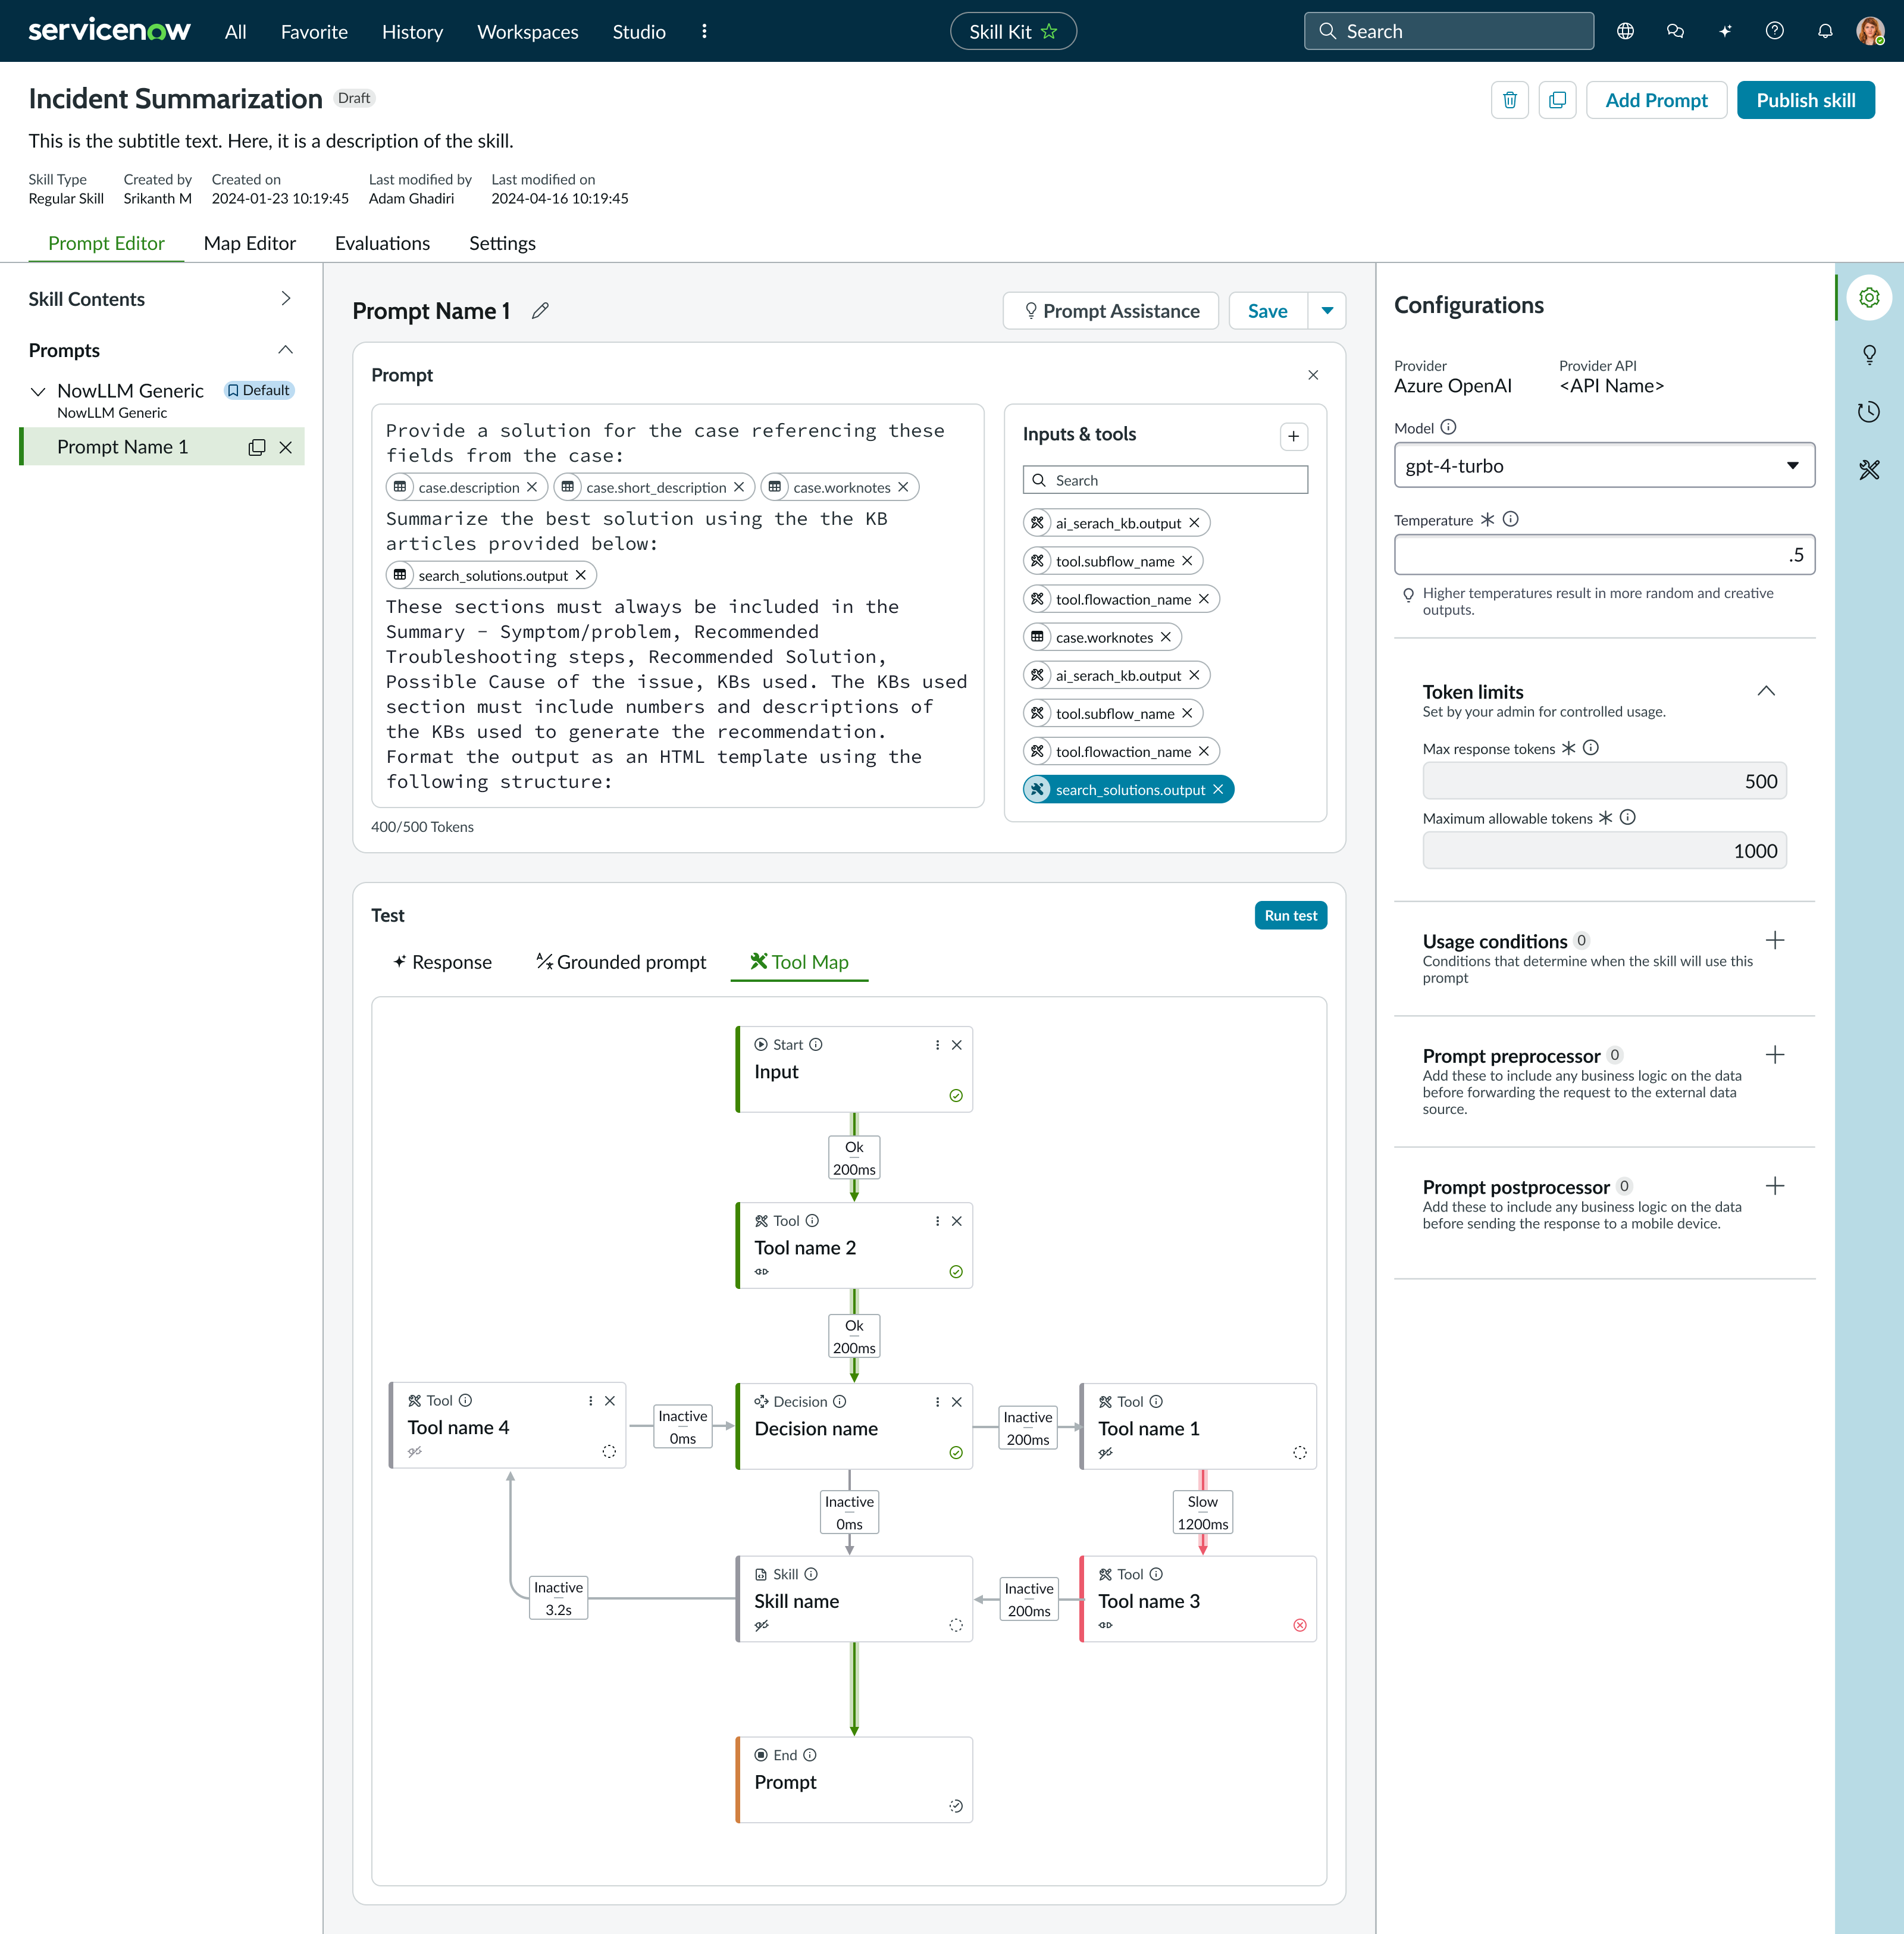 servicenow All Favorite History Workspaces Studio Skill Kit Search
Incident Summarization Draft
Add Prompt Publish skill
This is the subtitle text. Here, it is a description of the skill.
Skill Type Created by Created on Last modified by Last modified on
Regular Skill Srikanth M 2024-01-23 10:19:45 Adam Ghadiri 2024-04-16 10:19:45
Prompt Editor Map Editor Evaluations Settings
Skill Contents
Prompts
NowLLM Generic Default
NowLLM Generic
Prompt Name 1
Prompt Name 1
Prompt Assistance Save
Prompt
Provide a solution for the case referencing these
fields from the case:
case.description case.short_description case.worknotes
Summarize the best solution using the the KB
articles provided below:
search_solutions.output
These sections must always be included in the
Summary - Symptom/problem, Recommended
Troubleshooting steps, Recommended Solution,
Possible Cause of the issue, KBs used. The KBs used
section must include numbers and descriptions of
the KBs used to generate the recommendation.
Format the output as an HTML template using the
following structure:
400/500 Tokens
Inputs & tools
Search
ai_serach_kb.output
tool.subflow_name
tool.flowaction_name
case.worknotes
ai_serach_kb.output
tool.subflow_name
tool.flowaction_name
search_solutions.output
Test
Run test
Response Grounded prompt Tool Map
Start
Input
Ok
200ms
Tool
Tool name 2
Ok
200ms
Tool
Tool name 4
Inactive
0ms
Decision
Decision name
Inactive
200ms
Tool
Tool name 1
Inactive
0ms
Slow
1200ms
Inactive
3.2s
Skill
Skill name
Inactive
200ms
Tool
Tool name 3
End
Prompt
Configurations
Provider Provider API
Azure OpenAI <API Name>
Model
gpt-4-turbo
Temperature
.5
Higher temperatures result in more random and creative
outputs.
Token limits
Set by your admin for controlled usage.
Max response tokens
500
Maximum allowable tokens
1000
Usage conditions 0
Conditions that determine when the skill will use this
prompt
Prompt preprocessor 0
Add these to include any business logic on the data
before forwarding the request to the external data
source.
Prompt postprocessor 0
Add these to include any business logic on the data
before sending the response to a mobile device.